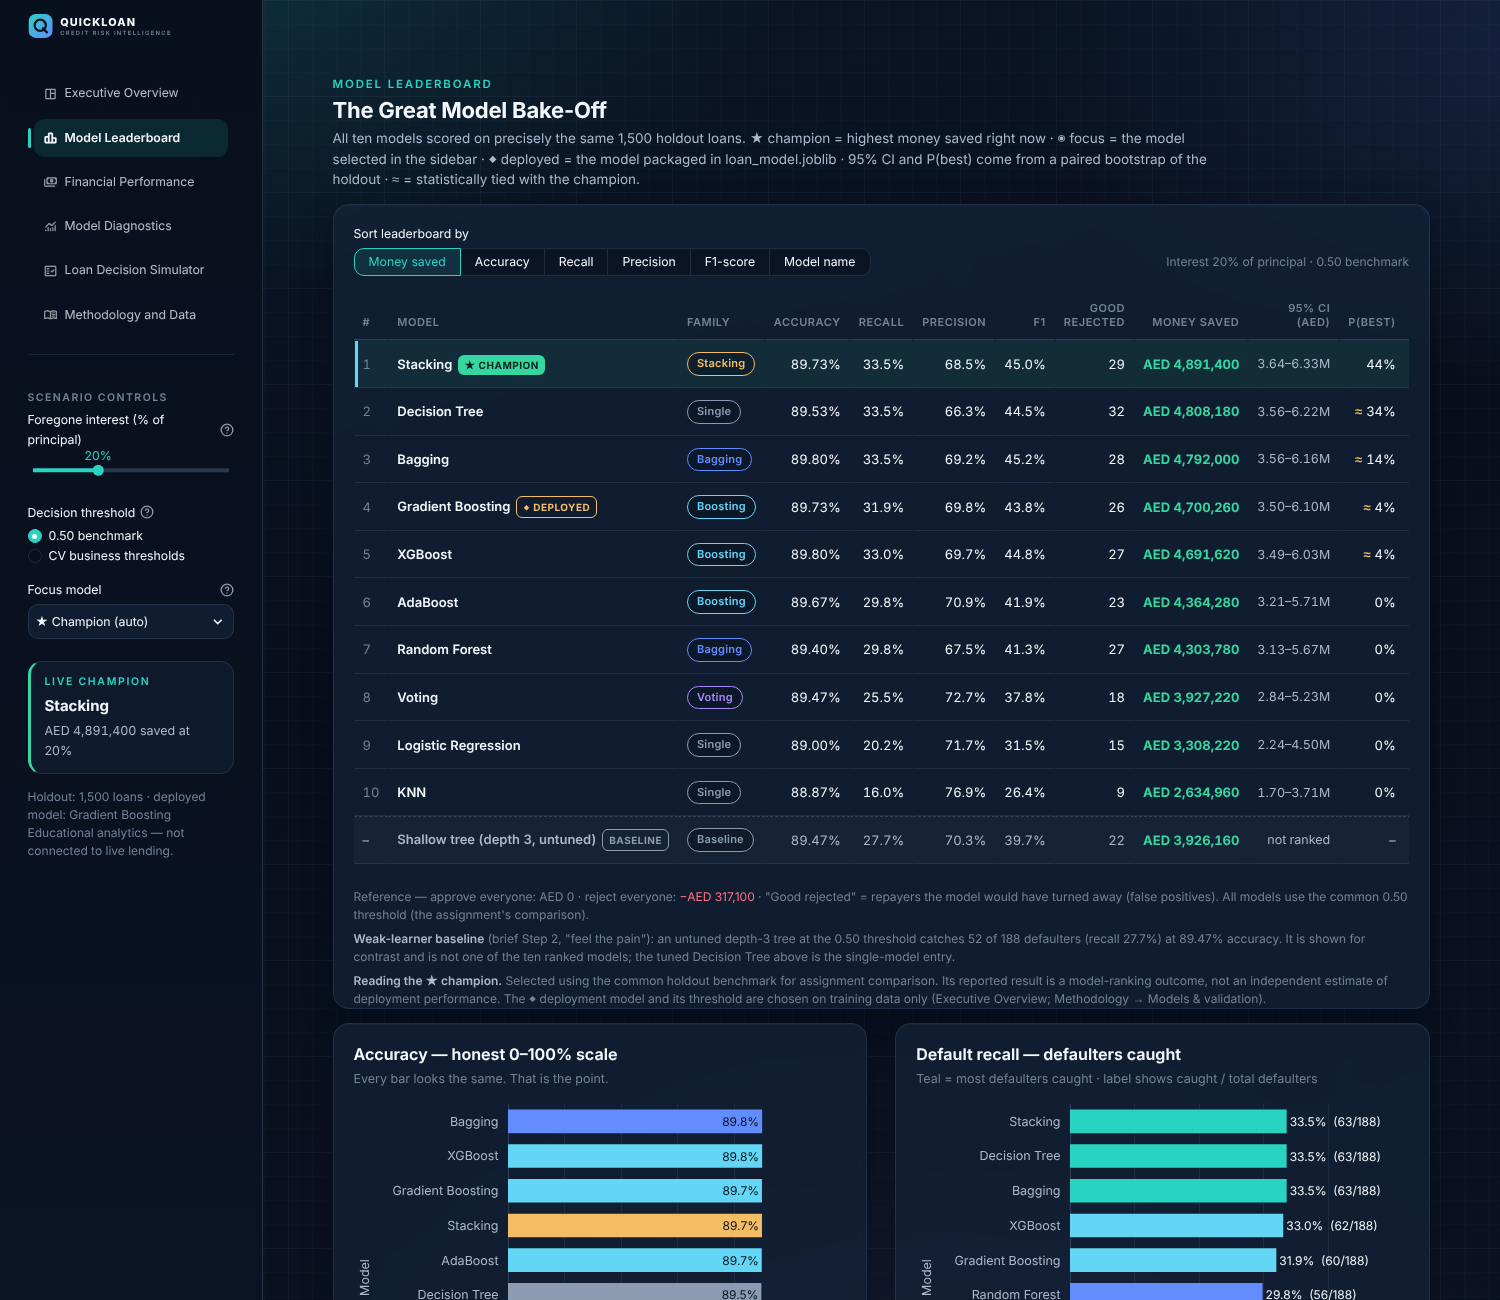 QUICKLOAN
CREDIT RISK INTELLIGENCE
Executive Overview
Model Leaderboard
Financial Performance
Model Diagnostics
Loan Decision Simulator
Methodology and Data
SCENARIO CONTROLS
Foregone interest (% of
principal)
20%
Decision threshold
0.50 benchmark
CV business thresholds
Focus model
★ Champion (auto)
LIVE CHAMPION
Stacking
AED 4,891,400 saved at
20%
Holdout: 1,500 loans · deployed
model: Gradient Boosting
Educational analytics — not
connected to live lending.
MODEL LEADERBOARD
The Great Model Bake-Off
All ten models scored on precisely the same 1,500 holdout loans. ★ champion = highest money saved right now · ◉ focus = the model
selected in the sidebar · ◆ deployed = the model packaged in loan_model.joblib · 95% CI and P(best) come from a paired bootstrap of the
holdout · ≈ = statistically tied with the champion.
Sort leaderboard by
Money saved Accuracy Recall Precision F1-score Model name
Interest 20% of principal · 0.50 benchmark
# MODEL FAMILY ACCURACY RECALL PRECISION F1 GOOD REJECTED MONEY SAVED 95% CI (AED) P(BEST)
1 Stacking ★ CHAMPION Stacking 89.73% 33.5% 68.5% 45.0% 29 AED 4,891,400 3.64–6.33M 44%
2 Decision Tree Single 89.53% 33.5% 66.3% 44.5% 32 AED 4,808,180 3.56–6.22M ≈ 34%
3 Bagging Bagging 89.80% 33.5% 69.2% 45.2% 28 AED 4,792,000 3.56–6.16M ≈ 14%
4 Gradient Boosting ◆ DEPLOYED Boosting 89.73% 31.9% 69.8% 43.8% 26 AED 4,700,260 3.50–6.10M ≈ 4%
5 XGBoost Boosting 89.80% 33.0% 69.7% 44.8% 27 AED 4,691,620 3.49–6.03M ≈ 4%
6 AdaBoost Boosting 89.67% 29.8% 70.9% 41.9% 23 AED 4,364,280 3.21–5.71M 0%
7 Random Forest Bagging 89.40% 29.8% 67.5% 41.3% 27 AED 4,303,780 3.13–5.67M 0%
8 Voting Voting 89.47% 25.5% 72.7% 37.8% 18 AED 3,927,220 2.84–5.23M 0%
9 Logistic Regression Single 89.00% 20.2% 71.7% 31.5% 15 AED 3,308,220 2.24–4.50M 0%
10 KNN Single 88.87% 16.0% 76.9% 26.4% 9 AED 2,634,960 1.70–3.71M 0%
– Shallow tree (depth 3, untuned) BASELINE Baseline 89.47% 27.7% 70.3% 39.7% 22 AED 3,926,160 not ranked –
Reference — approve everyone: AED 0 · reject everyone: −AED 317,100 · "Good rejected" = repayers the model would have turned away (false positives). All models use the common 0.50
threshold (the assignment's comparison).
Weak-learner baseline (brief Step 2, "feel the pain"): an untuned depth-3 tree at the 0.50 threshold catches 52 of 188 defaulters (recall 27.7%) at 89.47% accuracy. It is shown for
contrast and is not one of the ten ranked models; the tuned Decision Tree above is the single-model entry.
Reading the ★ champion. Selected using the common holdout benchmark for assignment comparison. Its reported result is a model-ranking outcome, not an independent estimate of
deployment performance. The ◆ deployment model and its threshold are chosen on training data only (Executive Overview; Methodology → Models & validation).
Accuracy — honest 0–100% scale
Every bar looks the same. That is the point.
Bagging 89.8%
XGBoost 89.8%
Gradient Boosting 89.7%
Stacking 89.7%
AdaBoost 89.7%
Decision Tree 89.5%
Model
Default recall — defaulters caught
Teal = most defaulters caught · label shows caught / total defaulters
Stacking 33.5% (63/188)
Decision Tree 33.5% (63/188)
Bagging 33.5% (63/188)
XGBoost 33.0% (62/188)
Gradient Boosting 31.9% (60/188)
Random Forest 29.8% (56/188)
Model